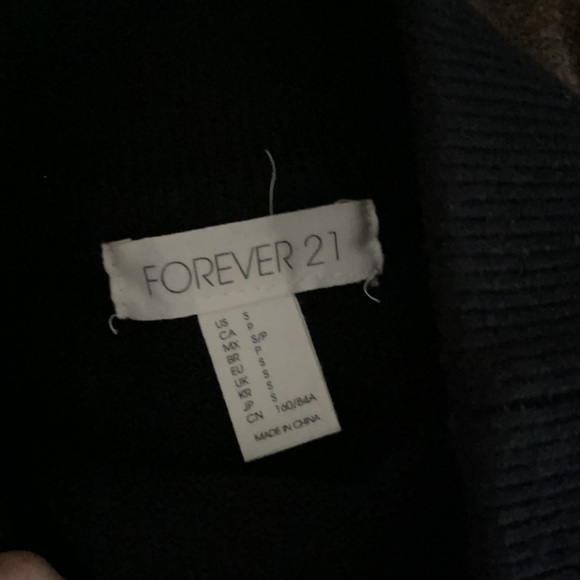 FOREVER 21
US S
CA P
MX S/P
BR P
EU S
UK S
KR S
JP S
CN 160/84A
MADE IN CHINA